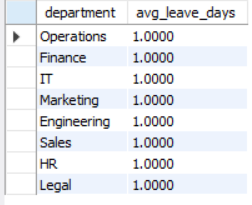 department avg_leave_days
Operations 1.0000
Finance 1.0000
IT 1.0000
Marketing 1.0000
Engineering 1.0000
Sales 1.0000
HR 1.0000
Legal 1.0000